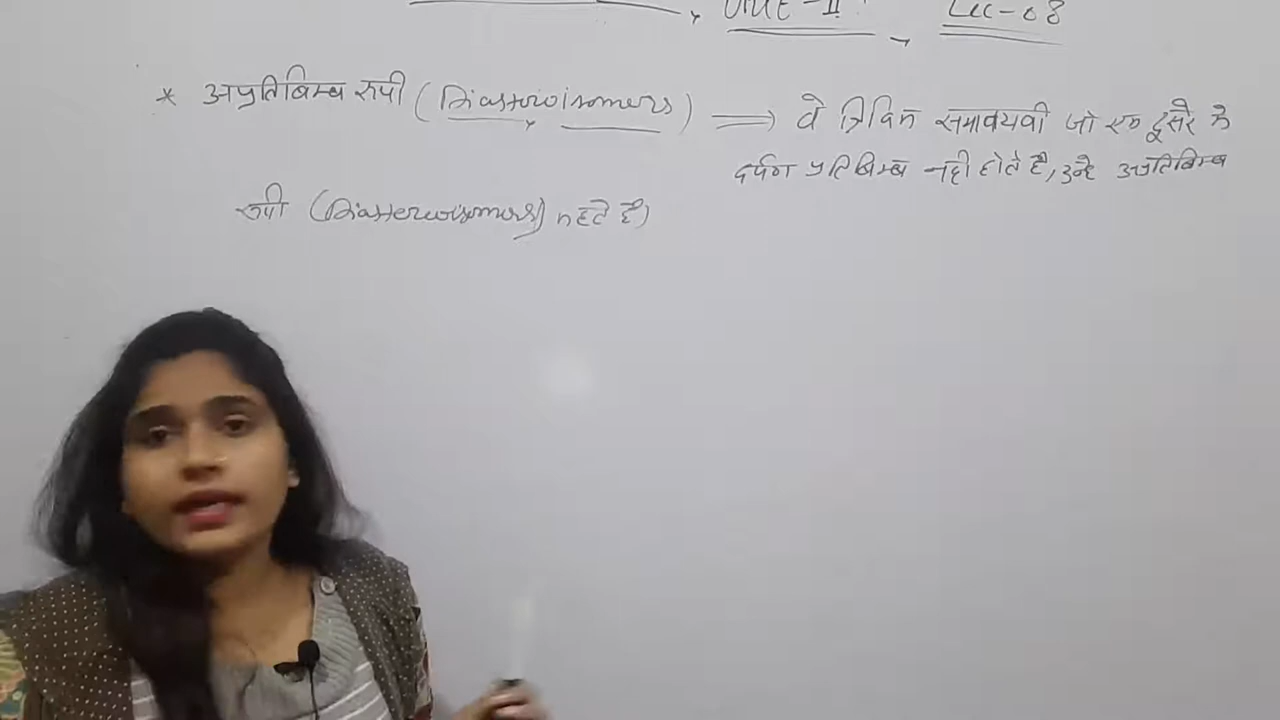 Unit-II, Lec-08
* अप्रतिबिम्ब रूपी (Diastereoisomers) ⟹ वे त्रिविम समावयवी जो एक दूसरे के
दर्पण प्रतिबिम्ब नही होते है, उन्हे अप्रतिबिम्ब
रूपी (Diastereoisomers) कहते है।